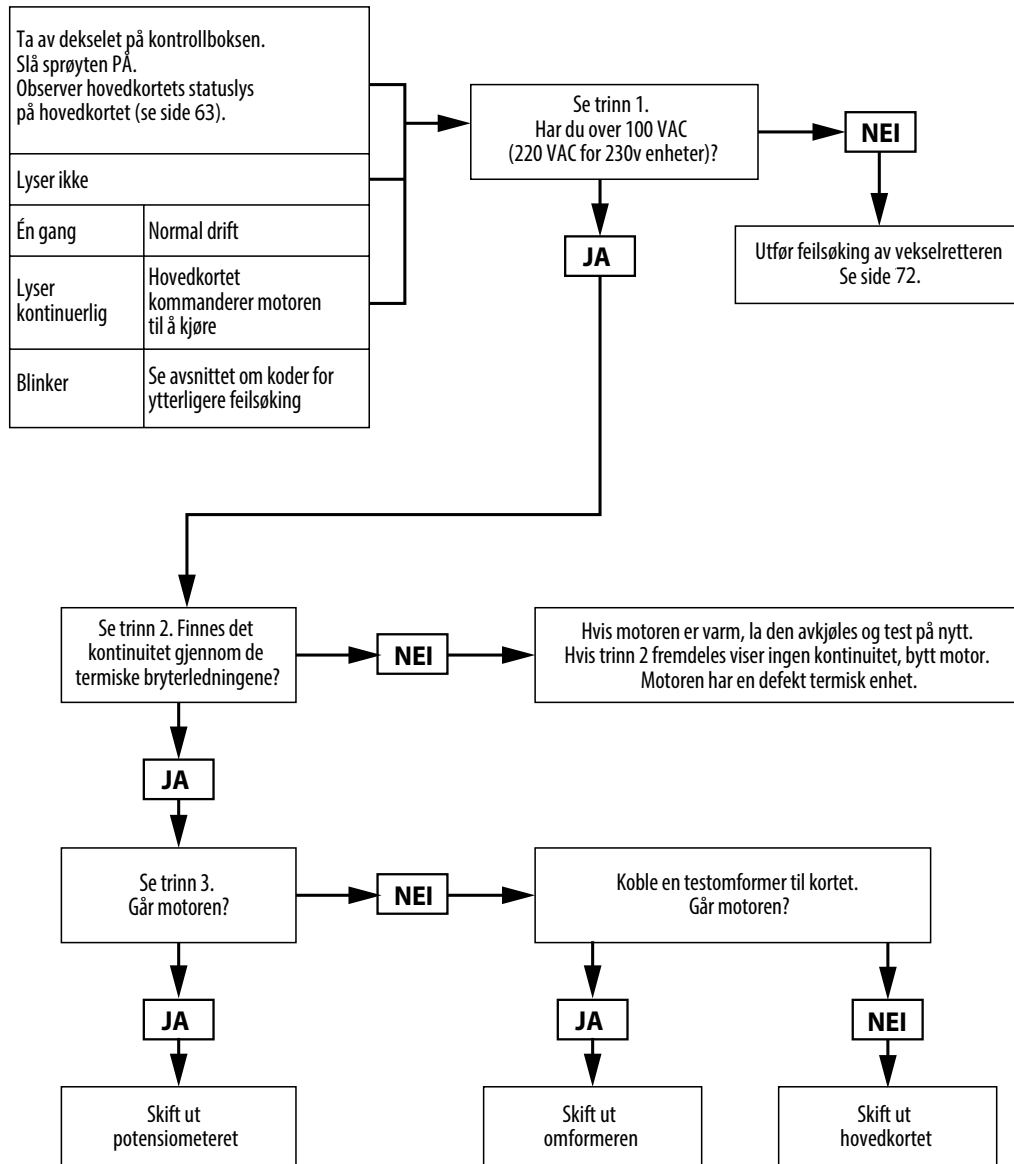 Ta av dekselet på kontrollboksen.
Slå sprøyten PÅ.
Observer hovedkortets statuslys
på hovedkortet (se side 63).
Lyser ikke
Én gang
Normal drift
Lyser
kontinuerlig
Hovedkortet
kommanderer motoren
til å kjøre
Blinker
Se avsnittet om koder for
ytterligere feilsøking
Se trinn 1.
Har du over 100 VAC
(220 VAC for 230v enheter)?
NEI
Utfør feilsøking av vekselretteren
Se side 72.
JA
Se trinn 2. Finnes det
kontinuitet gjennom de
termiske bryterledningene?
NEI
Hvis motoren er varm, la den avkjøles og test på nytt.
Hvis trinn 2 fremdeles viser ingen kontinuitet, bytt motor.
Motoren har en defekt termisk enhet.
JA
Se trinn 3.
Går motoren?
NEI
Koble en testomformer til kortet.
Går motoren?
JA
JA
NEI
Skift ut
potensiometeret
Skift ut
omformeren
Skift ut
hovedkortet